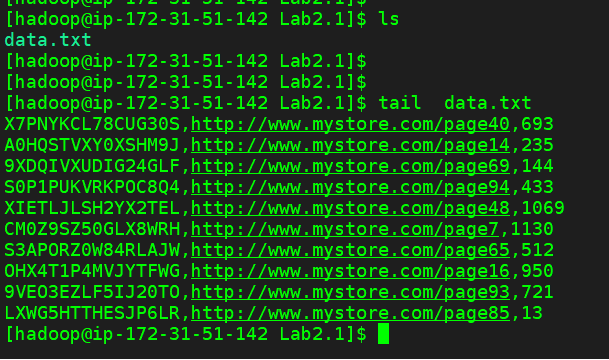 [hadoop@ip-172-31-51-142 Lab2.1]$ ls
data.txt
[hadoop@ip-172-31-51-142 Lab2.1]$
[hadoop@ip-172-31-51-142 Lab2.1]$
[hadoop@ip-172-31-51-142 Lab2.1]$ tail  data.txt
X7PNYKCL78CUG30S,http://www.mystore.com/page40,693
A0HQSTVXY0XSHM9J,http://www.mystore.com/page14,235
9XDQIVXUDIG24GLF,http://www.mystore.com/page69,144
S0P1PUKVRKPOC8Q4,http://www.mystore.com/page94,433
XIETLJLSH2YX2TEL,http://www.mystore.com/page48,1069
CM0Z9SZ50GLX8WRH,http://www.mystore.com/page7,1130
S3APORZ0W84RLAJW,http://www.mystore.com/page65,512
OHX4T1P4MVJYTFWG,http://www.mystore.com/page16,950
9VEO3EZLF5IJ20TO,http://www.mystore.com/page93,721
LXWG5HTTHESJP6LR,http://www.mystore.com/page85,13
[hadoop@ip-172-31-51-142 Lab2.1]$